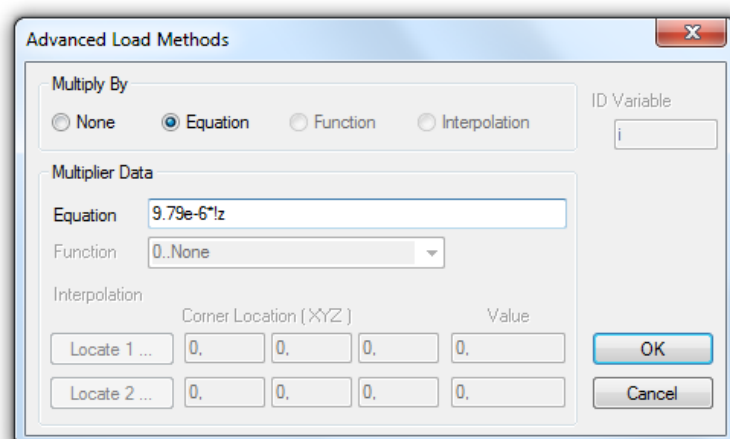 Advanced Load Methods
Multiply By
None Equation Function Interpolation
ID Variable
i
Multiplier Data
Equation 9.79e-6*!z
Function 0..None
Interpolation
Corner Location ( XYZ ) Value
Locate 1 ... 0, 0, 0, 0,
Locate 2 ... 0, 0, 0, 0,
OK
Cancel